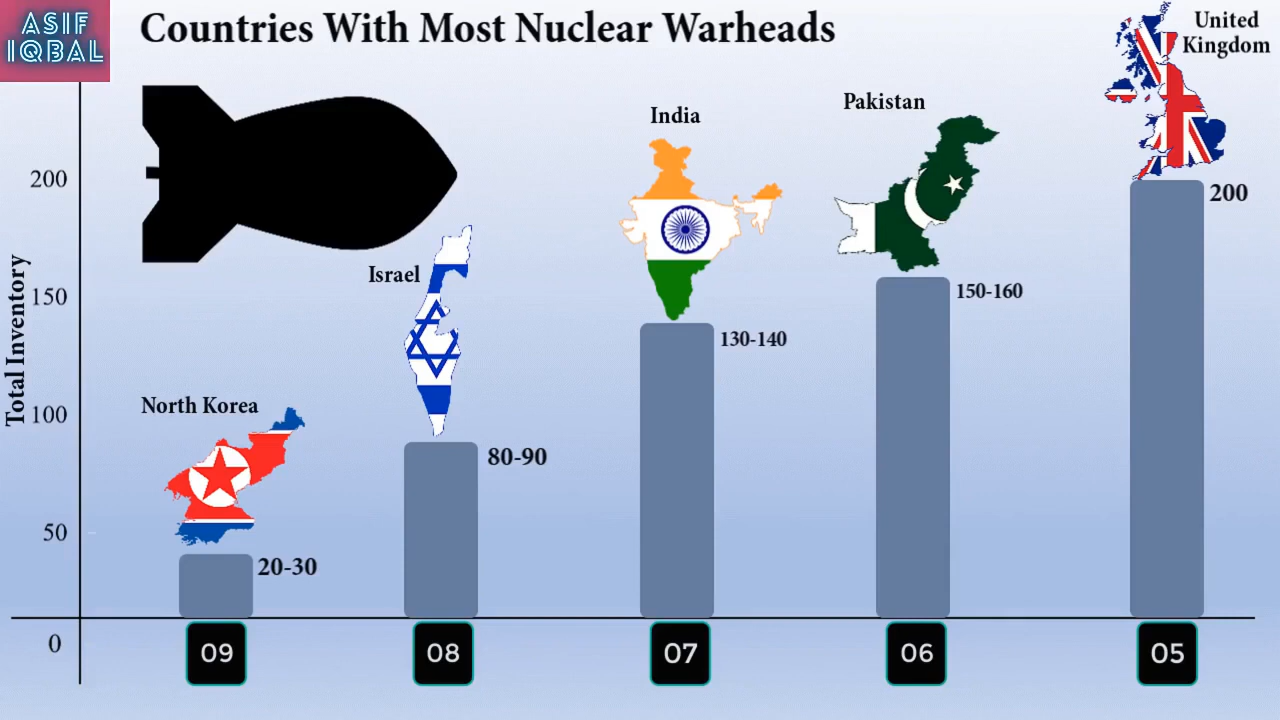 ASIF
IQBAL
Countries With Most Nuclear Warheads
United
Kingdom
India
Pakistan
200
200
Israel
150
150-160
130-140
Total Inventory
North Korea
100
80-90
50
20-30
0
09
08
07
06
05